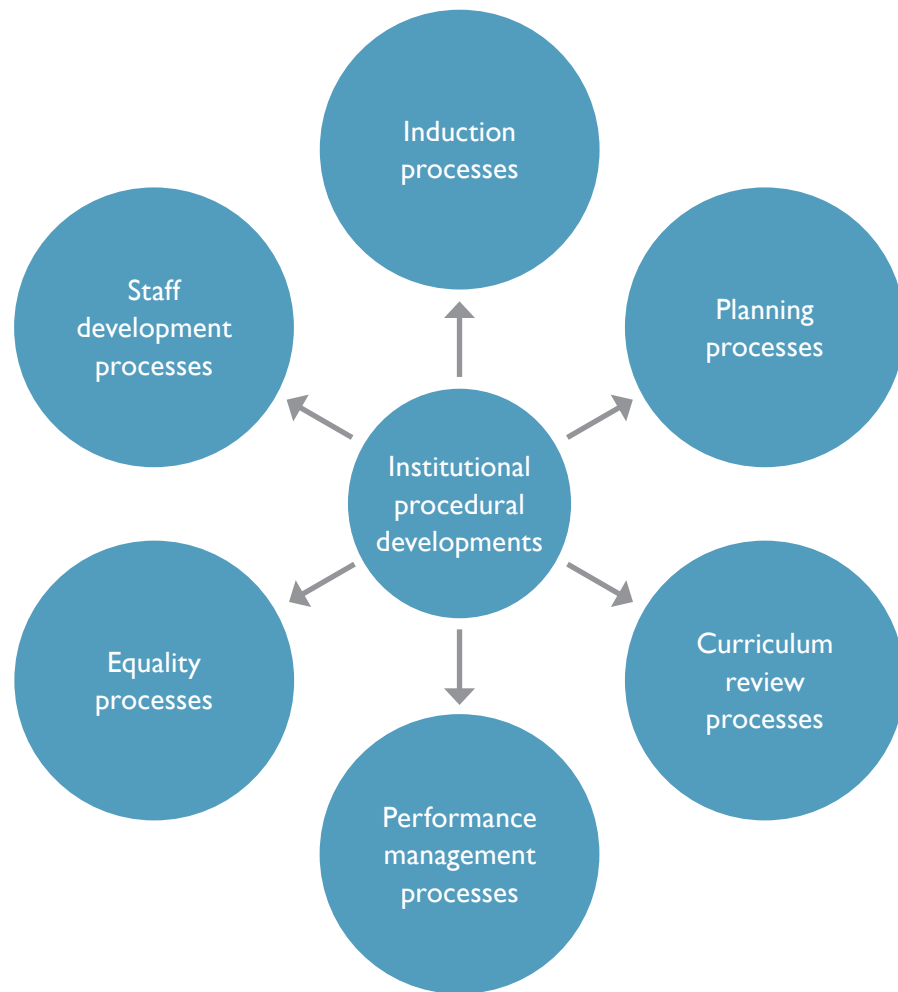 Induction
processes
Staff
development
processes
Planning
processes
Institutional
procedural
developments
Equality
processes
Curriculum
review
processes
Performance
management
processes